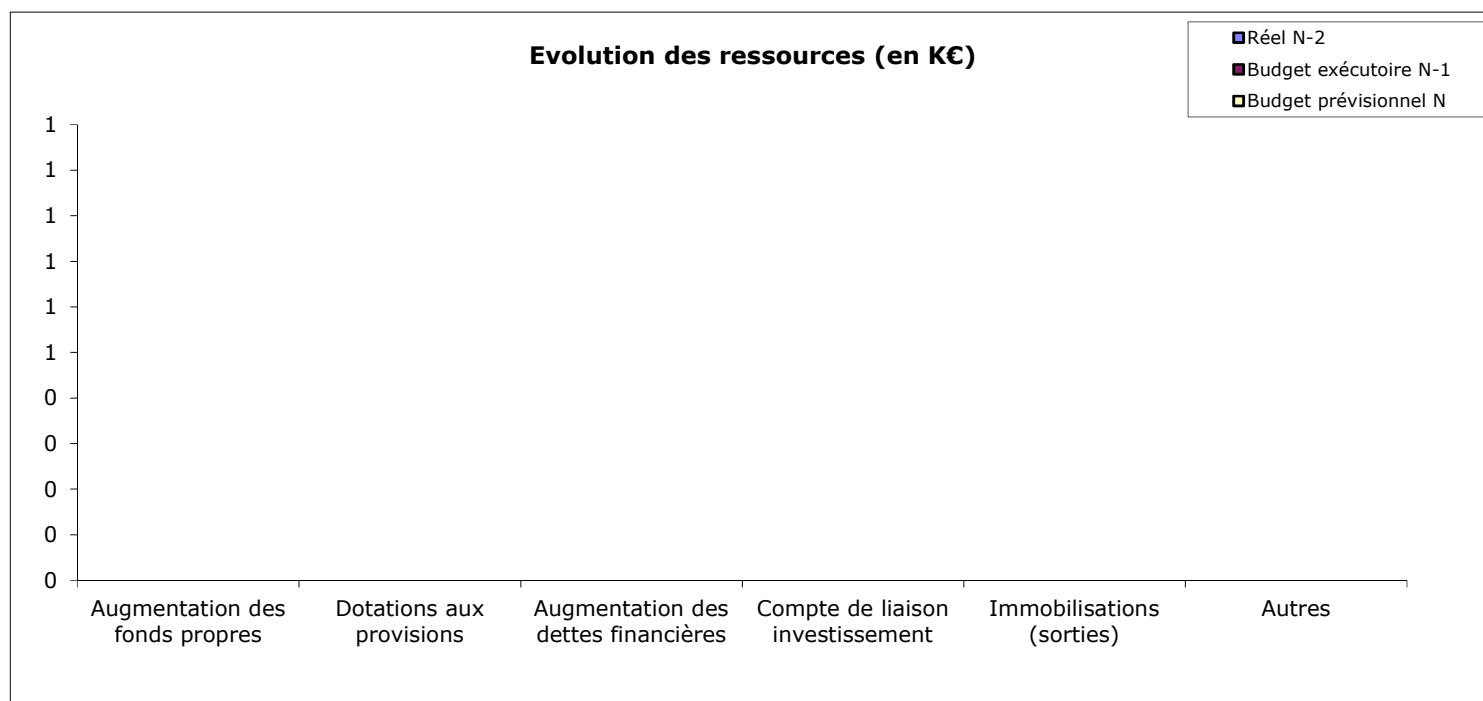 Evolution des ressources (en K€)
Réel N-2
Budget exécutoire N-1
Budget prévisionnel N
1
1
1
1
1
1
0
0
0
0
0
Augmentation des
fonds propres
Dotations aux
provisions
Augmentation des
dettes financières
Compte de liaison
investissement
Immobilisations
(sorties)
Autres